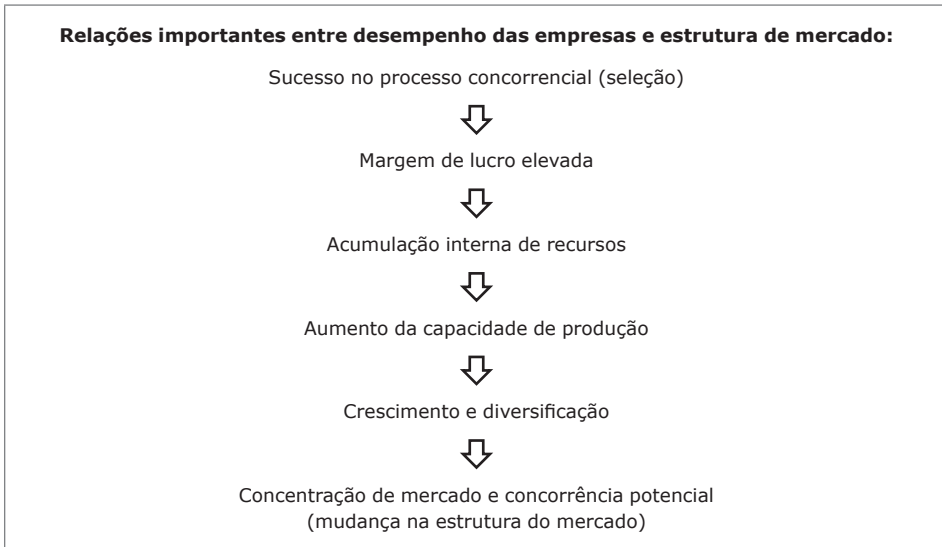 Relações importantes entre desempenho das empresas e estrutura de mercado:
Sucesso no processo concorrencial (seleção)
Margem de lucro elevada
Acumulação interna de recursos
Aumento da capacidade de produção
Crescimento e diversificação
Concentração de mercado e concorrência potencial
(mudança na estrutura do mercado)